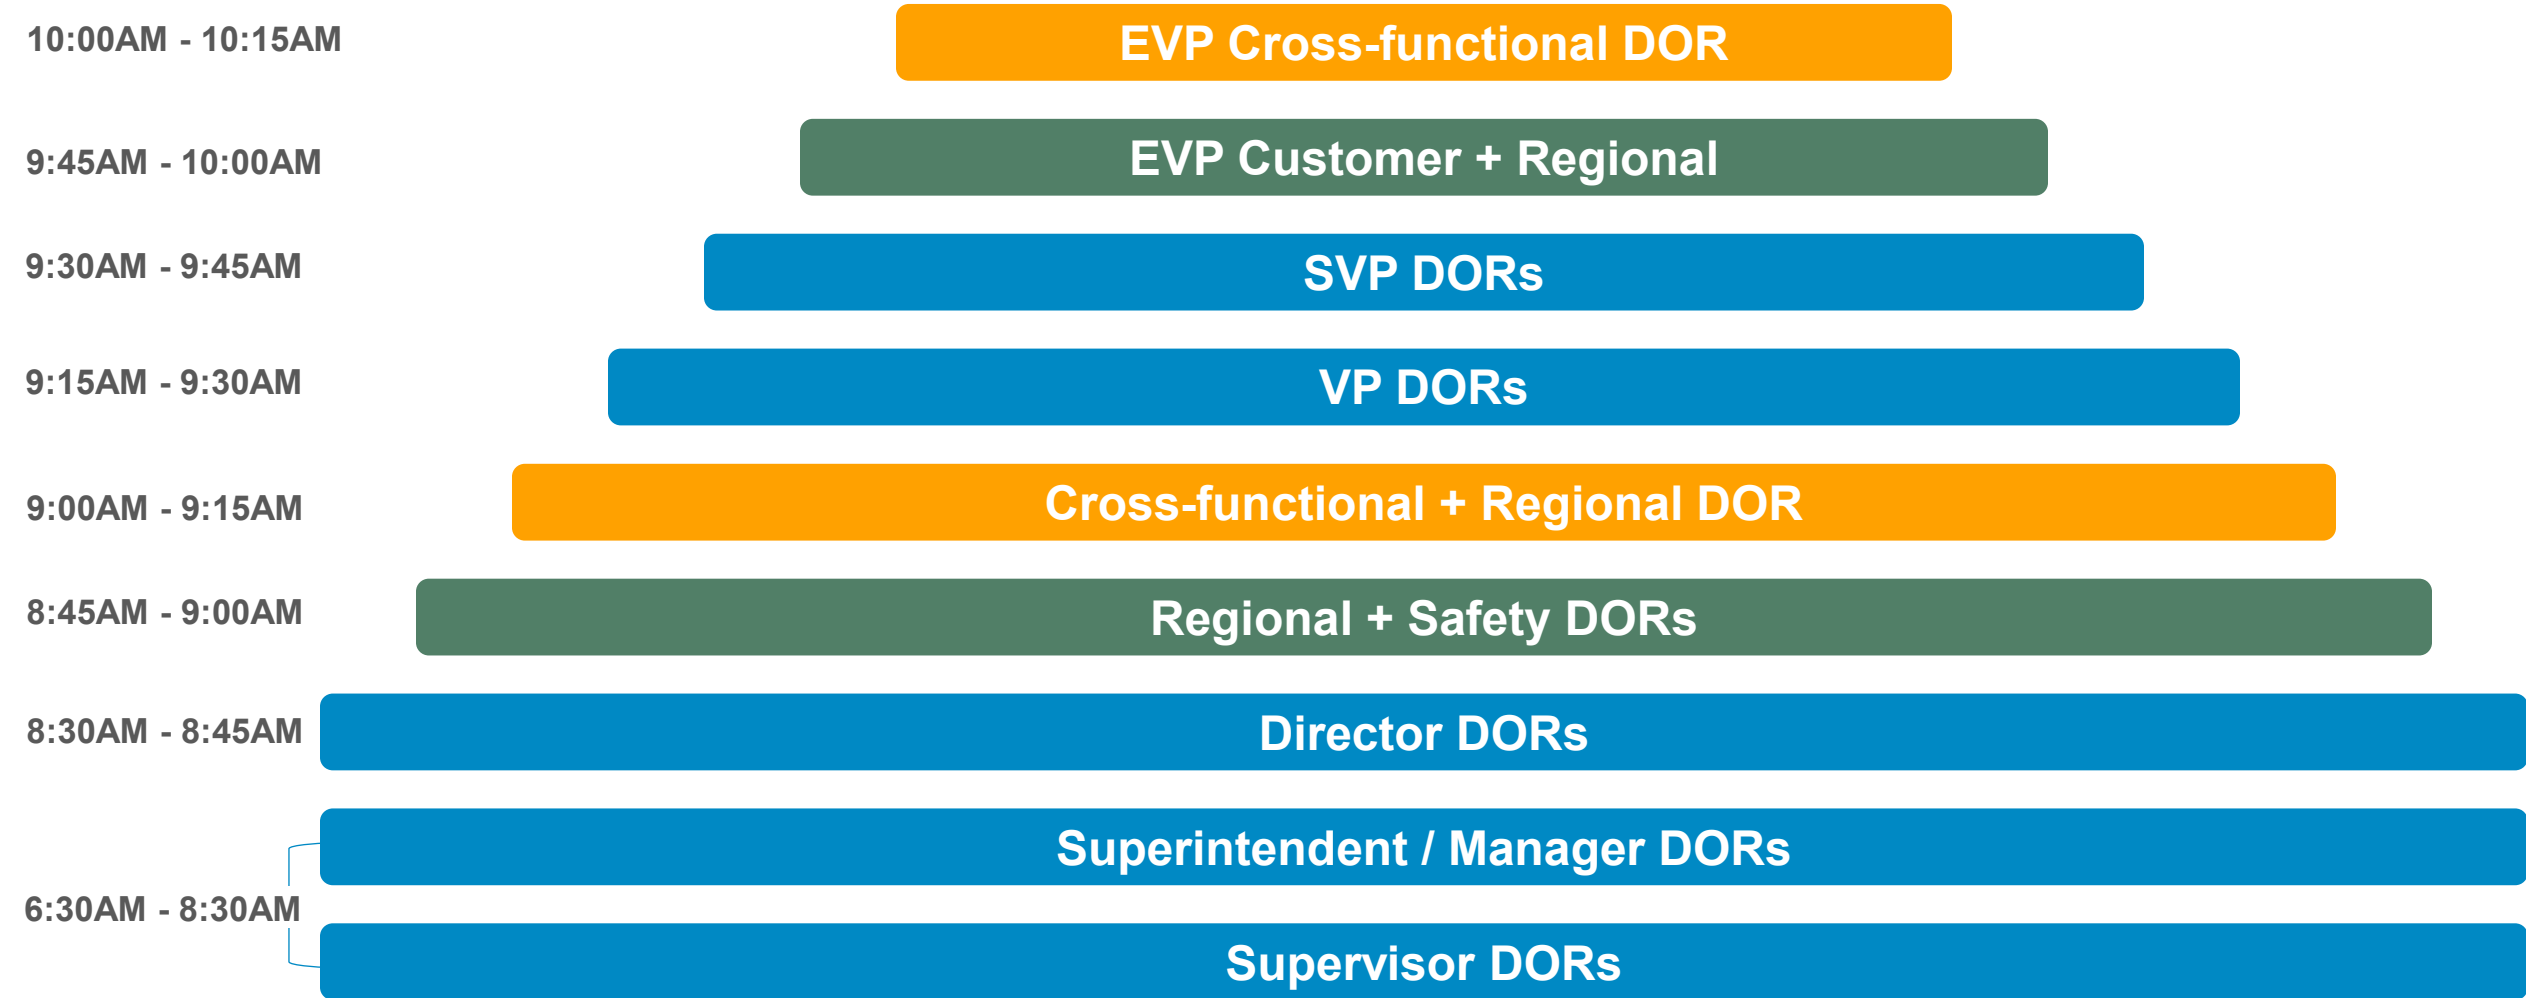 10:00AM - 10:15AM
EVP Cross-functional DOR
9:45AM - 10:00AM
EVP Customer + Regional
9:30AM - 9:45AM
SVP DORs
9:15AM - 9:30AM
VP DORs
9:00AM - 9:15AM
Cross-functional + Regional DOR
8:45AM - 9:00AM
Regional + Safety DORs
8:30AM - 8:45AM
Director DORs
Superintendent / Manager DORs
6:30AM - 8:30AM
Supervisor DORs